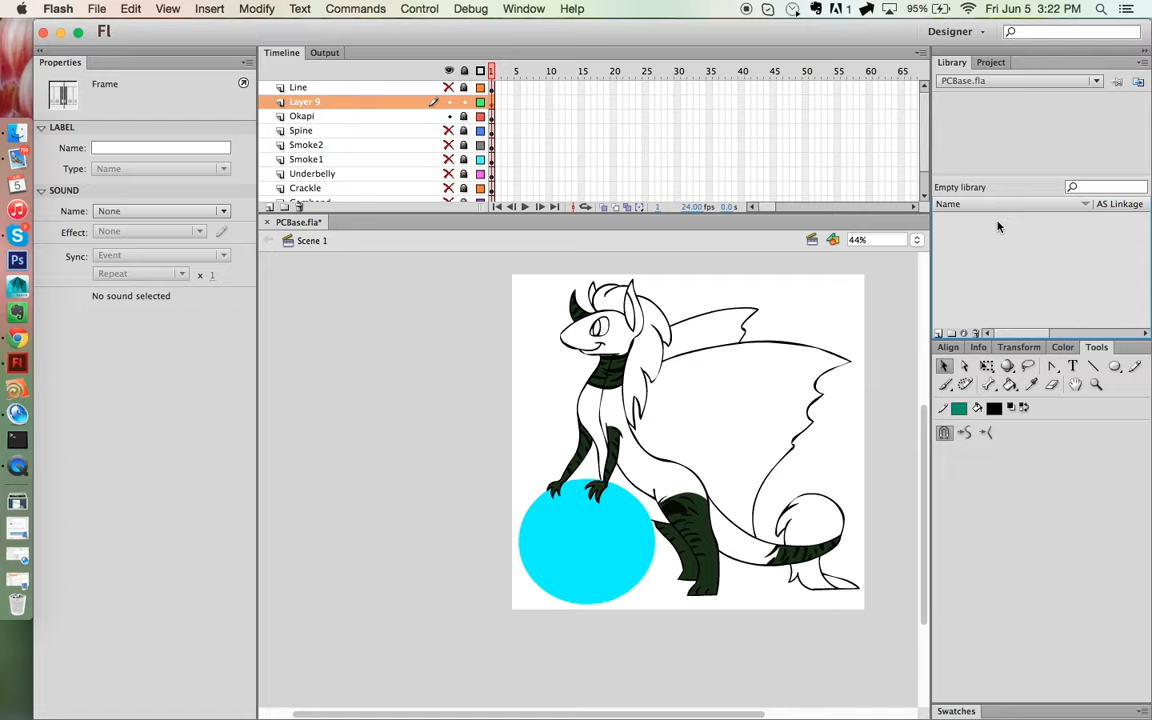 Flash File Edit View Insert Modify Text Commands Control Debug Window Help 1 95% Fri Jun 5 3:22 PM
Fl Designer
Properties Timeline Output Library Project
Frame 1 5 10 15 20 25 30 35 40 45 50 55 60 65
PCBase.fla
Line
Layer 9
LABEL Okapi
Name: Spine
Type: Name Smoke2
Smoke1
Underbelly
SOUND Crackle
Empty library
Name AS Linkage
Name: None 1 24.00 fps 0.0 s
Effect: None PCBase.fla*
Scene 1 44%
Sync: Event
Repeat x 1
No sound selected
Align Info Transform Color Tools
T
Swatches